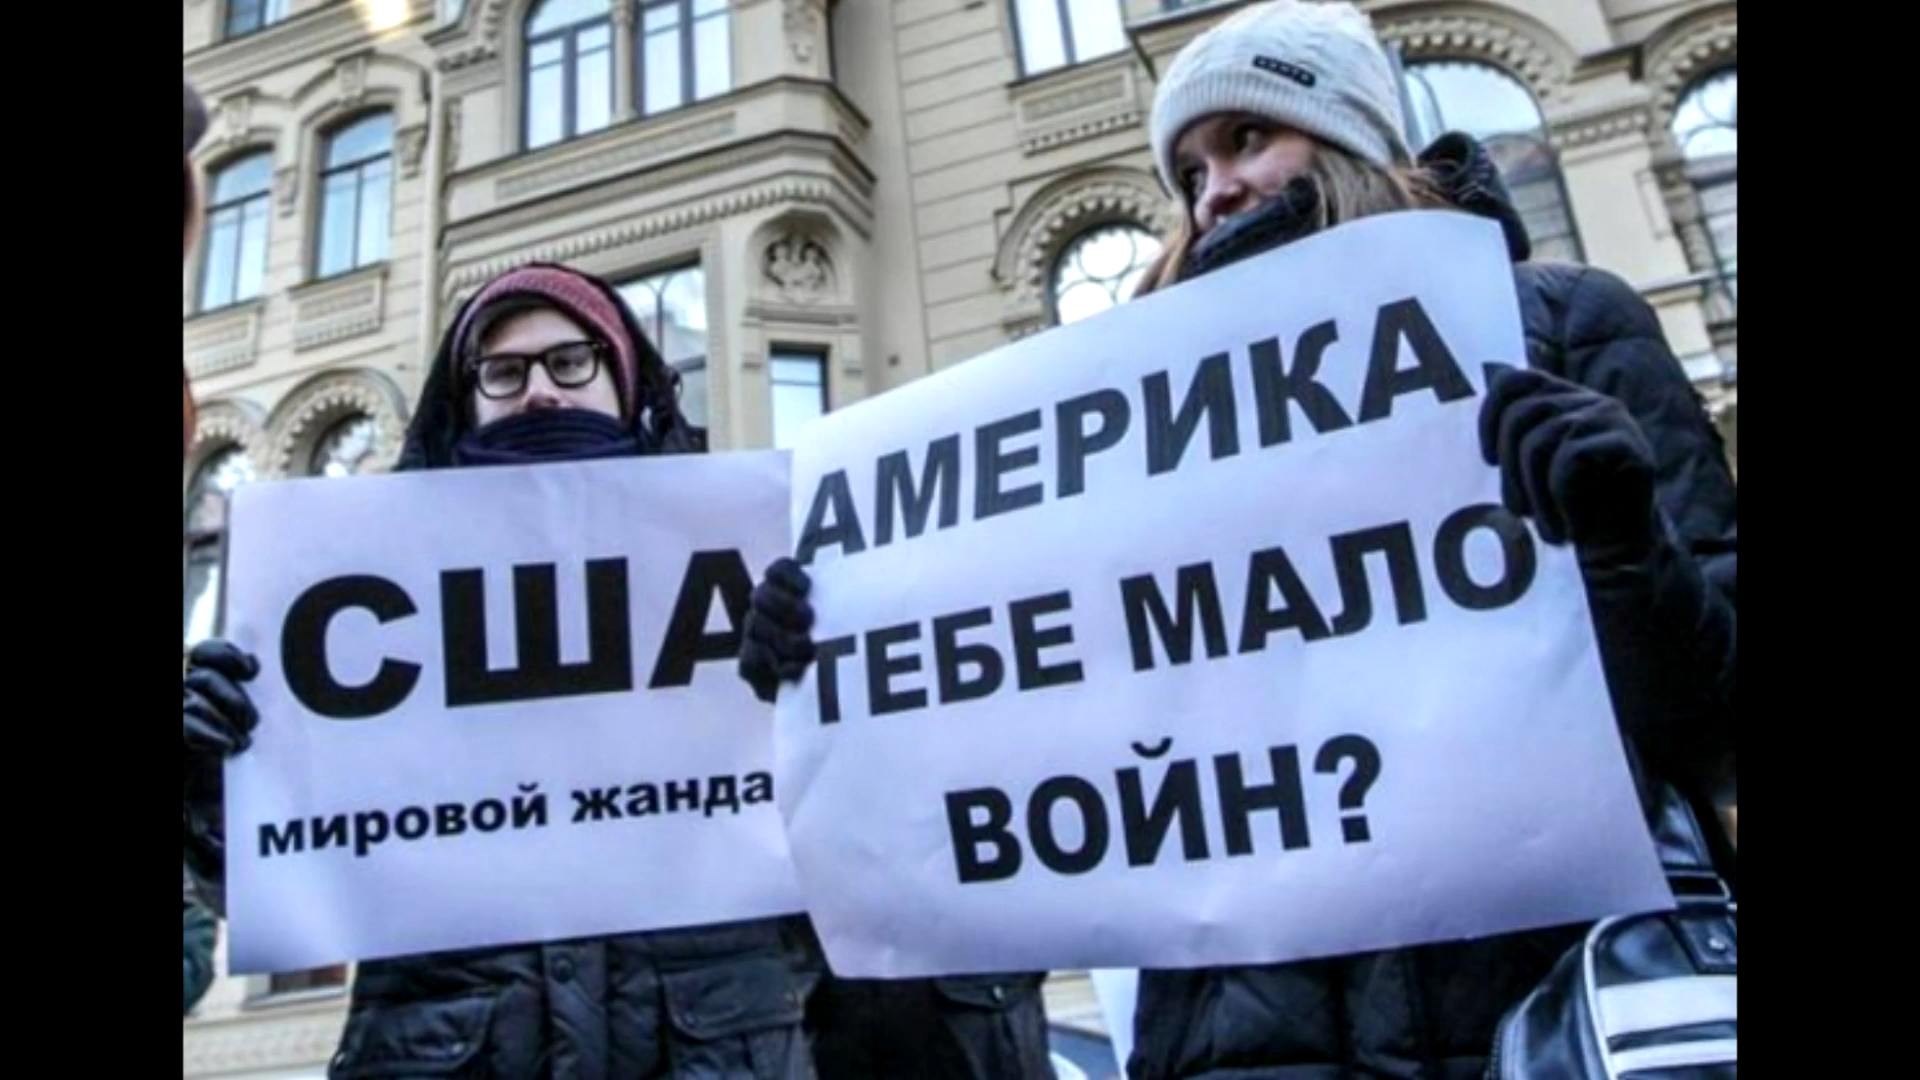 США
мировой жанда
АМЕРИКА
ТЕБЕ МАЛО
ВОЙН?